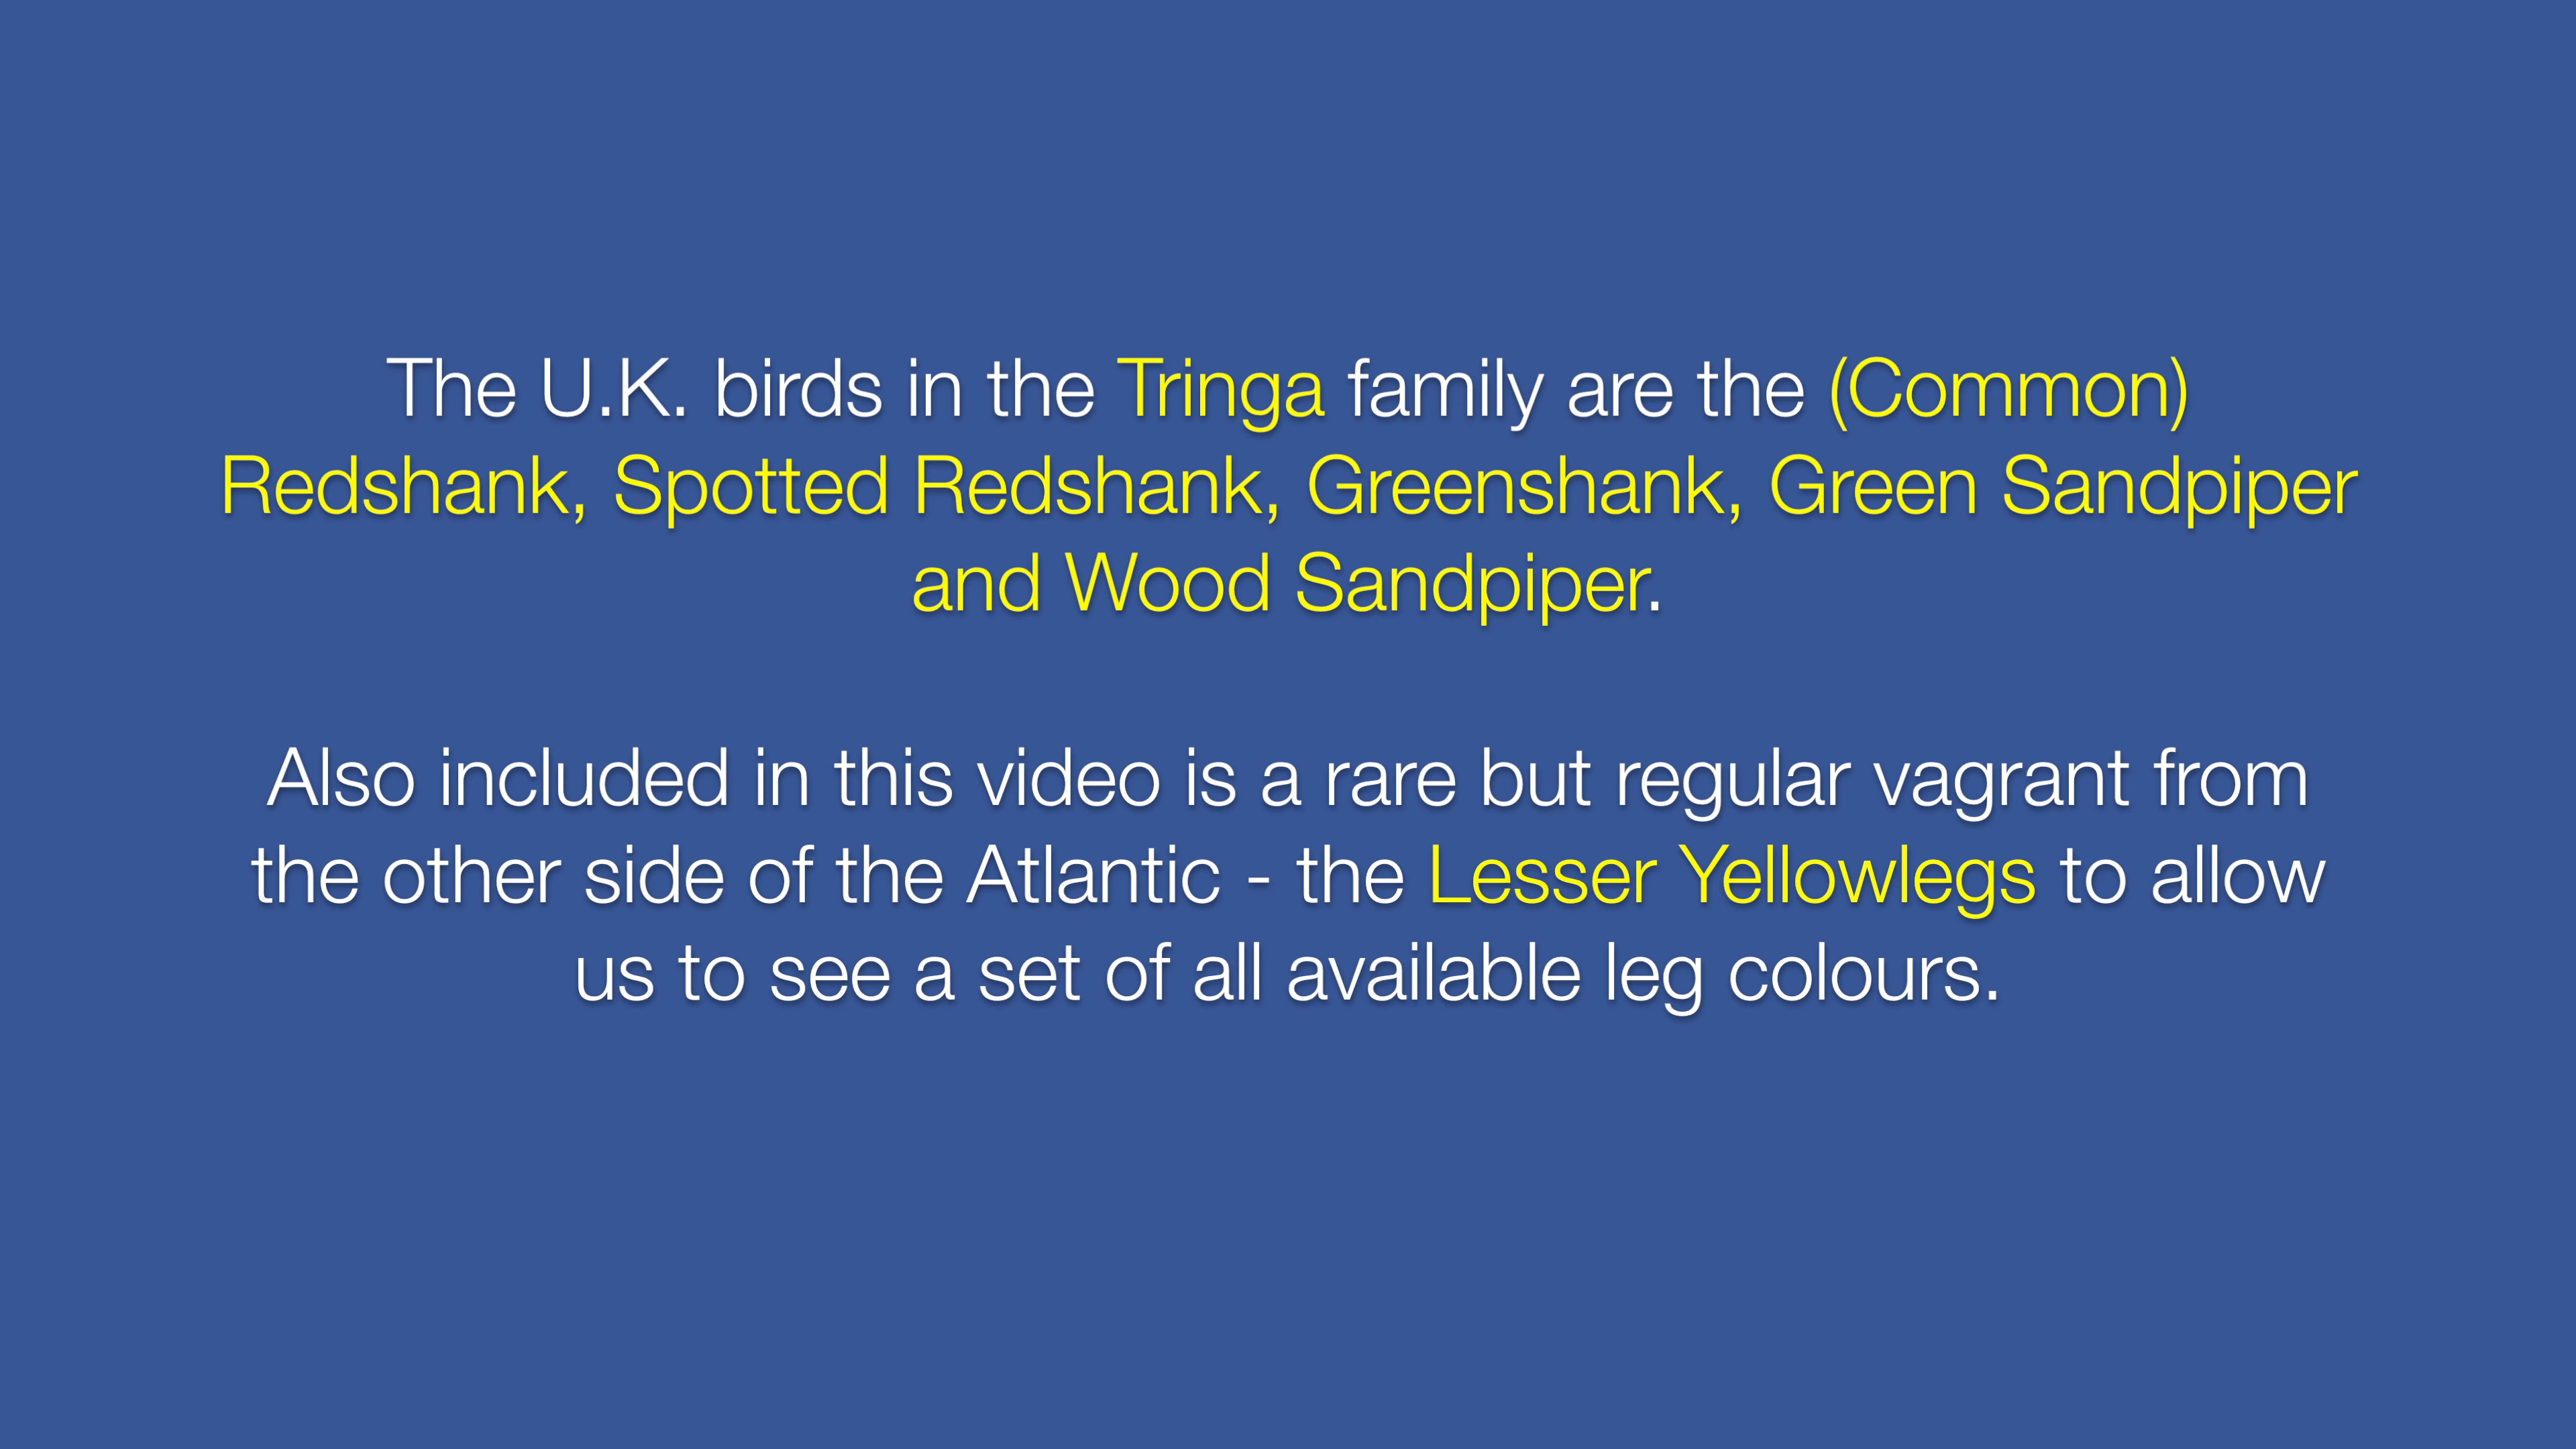 The U.K. birds in the Tringa family are the (Common)
Redshank, Spotted Redshank, Greenshank, Green Sandpiper
and Wood Sandpiper.
Also included in this video is a rare but regular vagrant from
the other side of the Atlantic - the Lesser Yellowlegs to allow
us to see a set of all available leg colours.